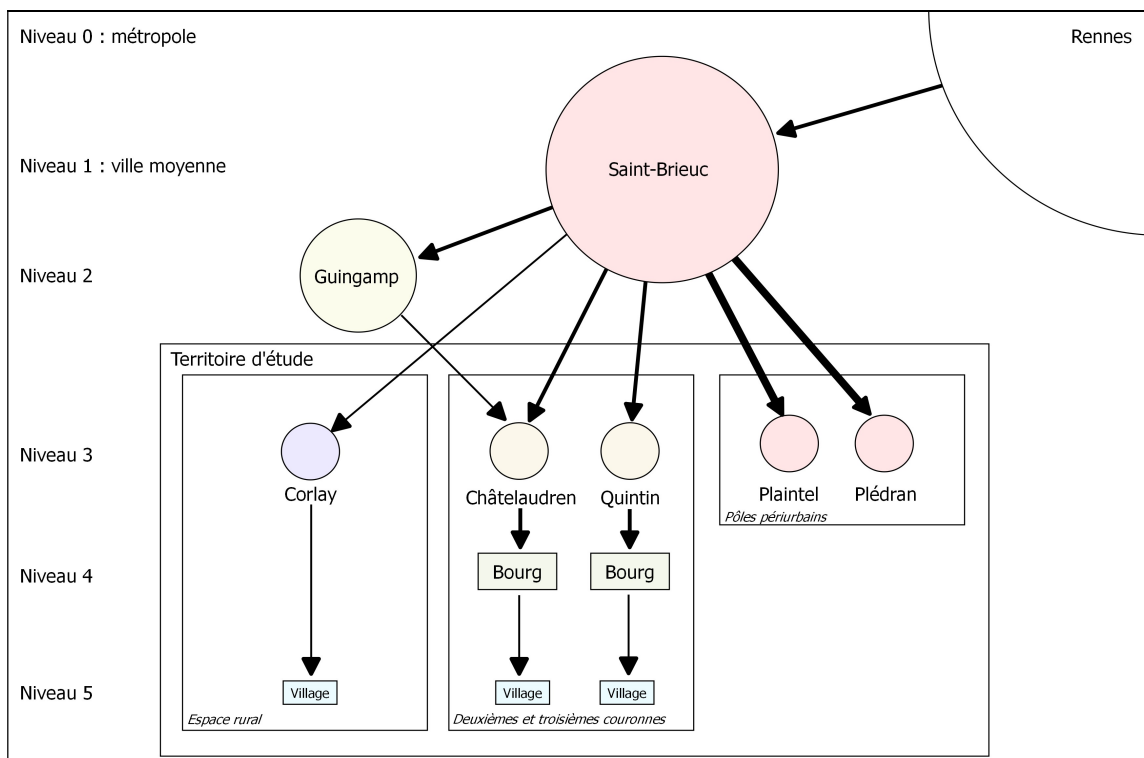 Niveau 0 : métropole
Rennes
Niveau 1 : ville moyenne
Saint-Brieuc
Niveau 2
Guingamp
Territoire d'étude
Niveau 3
Corlay
Châtelaudren
Quintin
Plaintel
Plédran
Pôles périurbains
Niveau 4
Bourg
Bourg
Niveau 5
Village
Village
Village
Espace rural
Deuxièmes et troisièmes couronnes